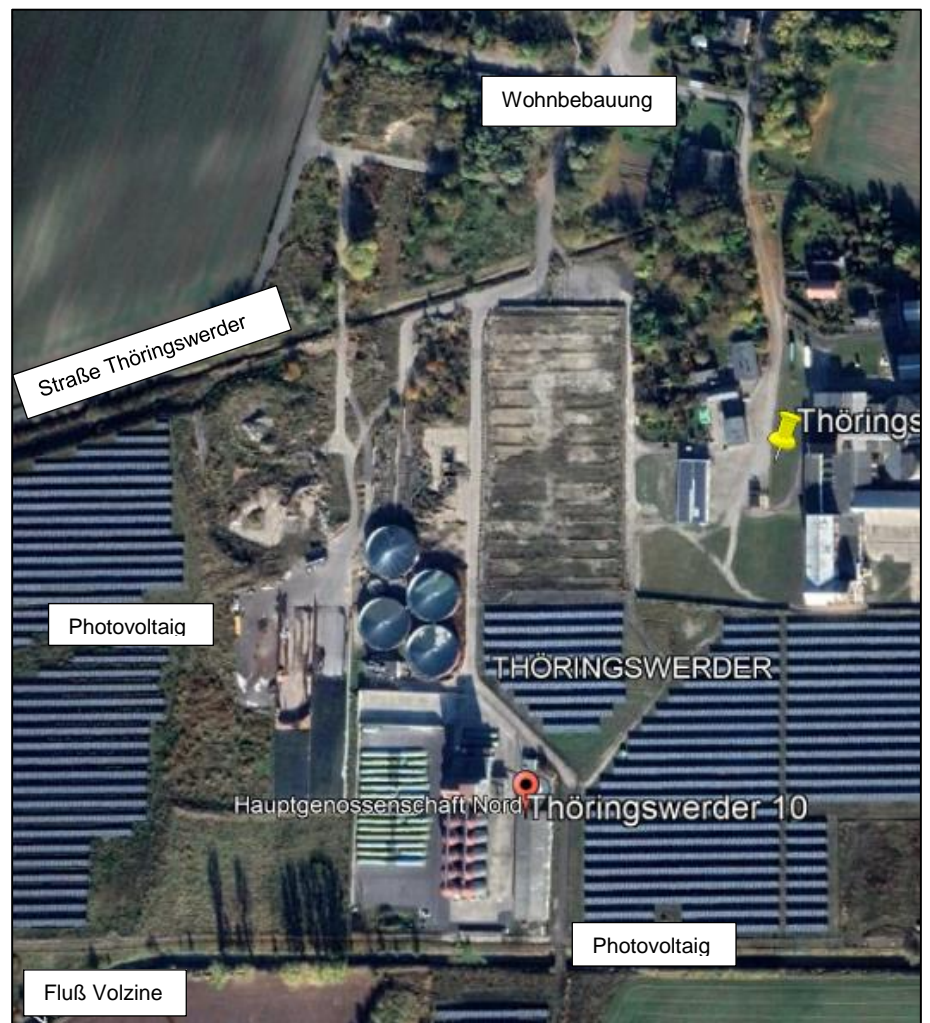 Wohnbebauung
Straße Thöringswerder
Thörings
Photovoltaig
THÖRINGSWERDER
Hauptgenossenschaft Nord
Thöringswerder 10
Photovoltaig
Fluß Volzine